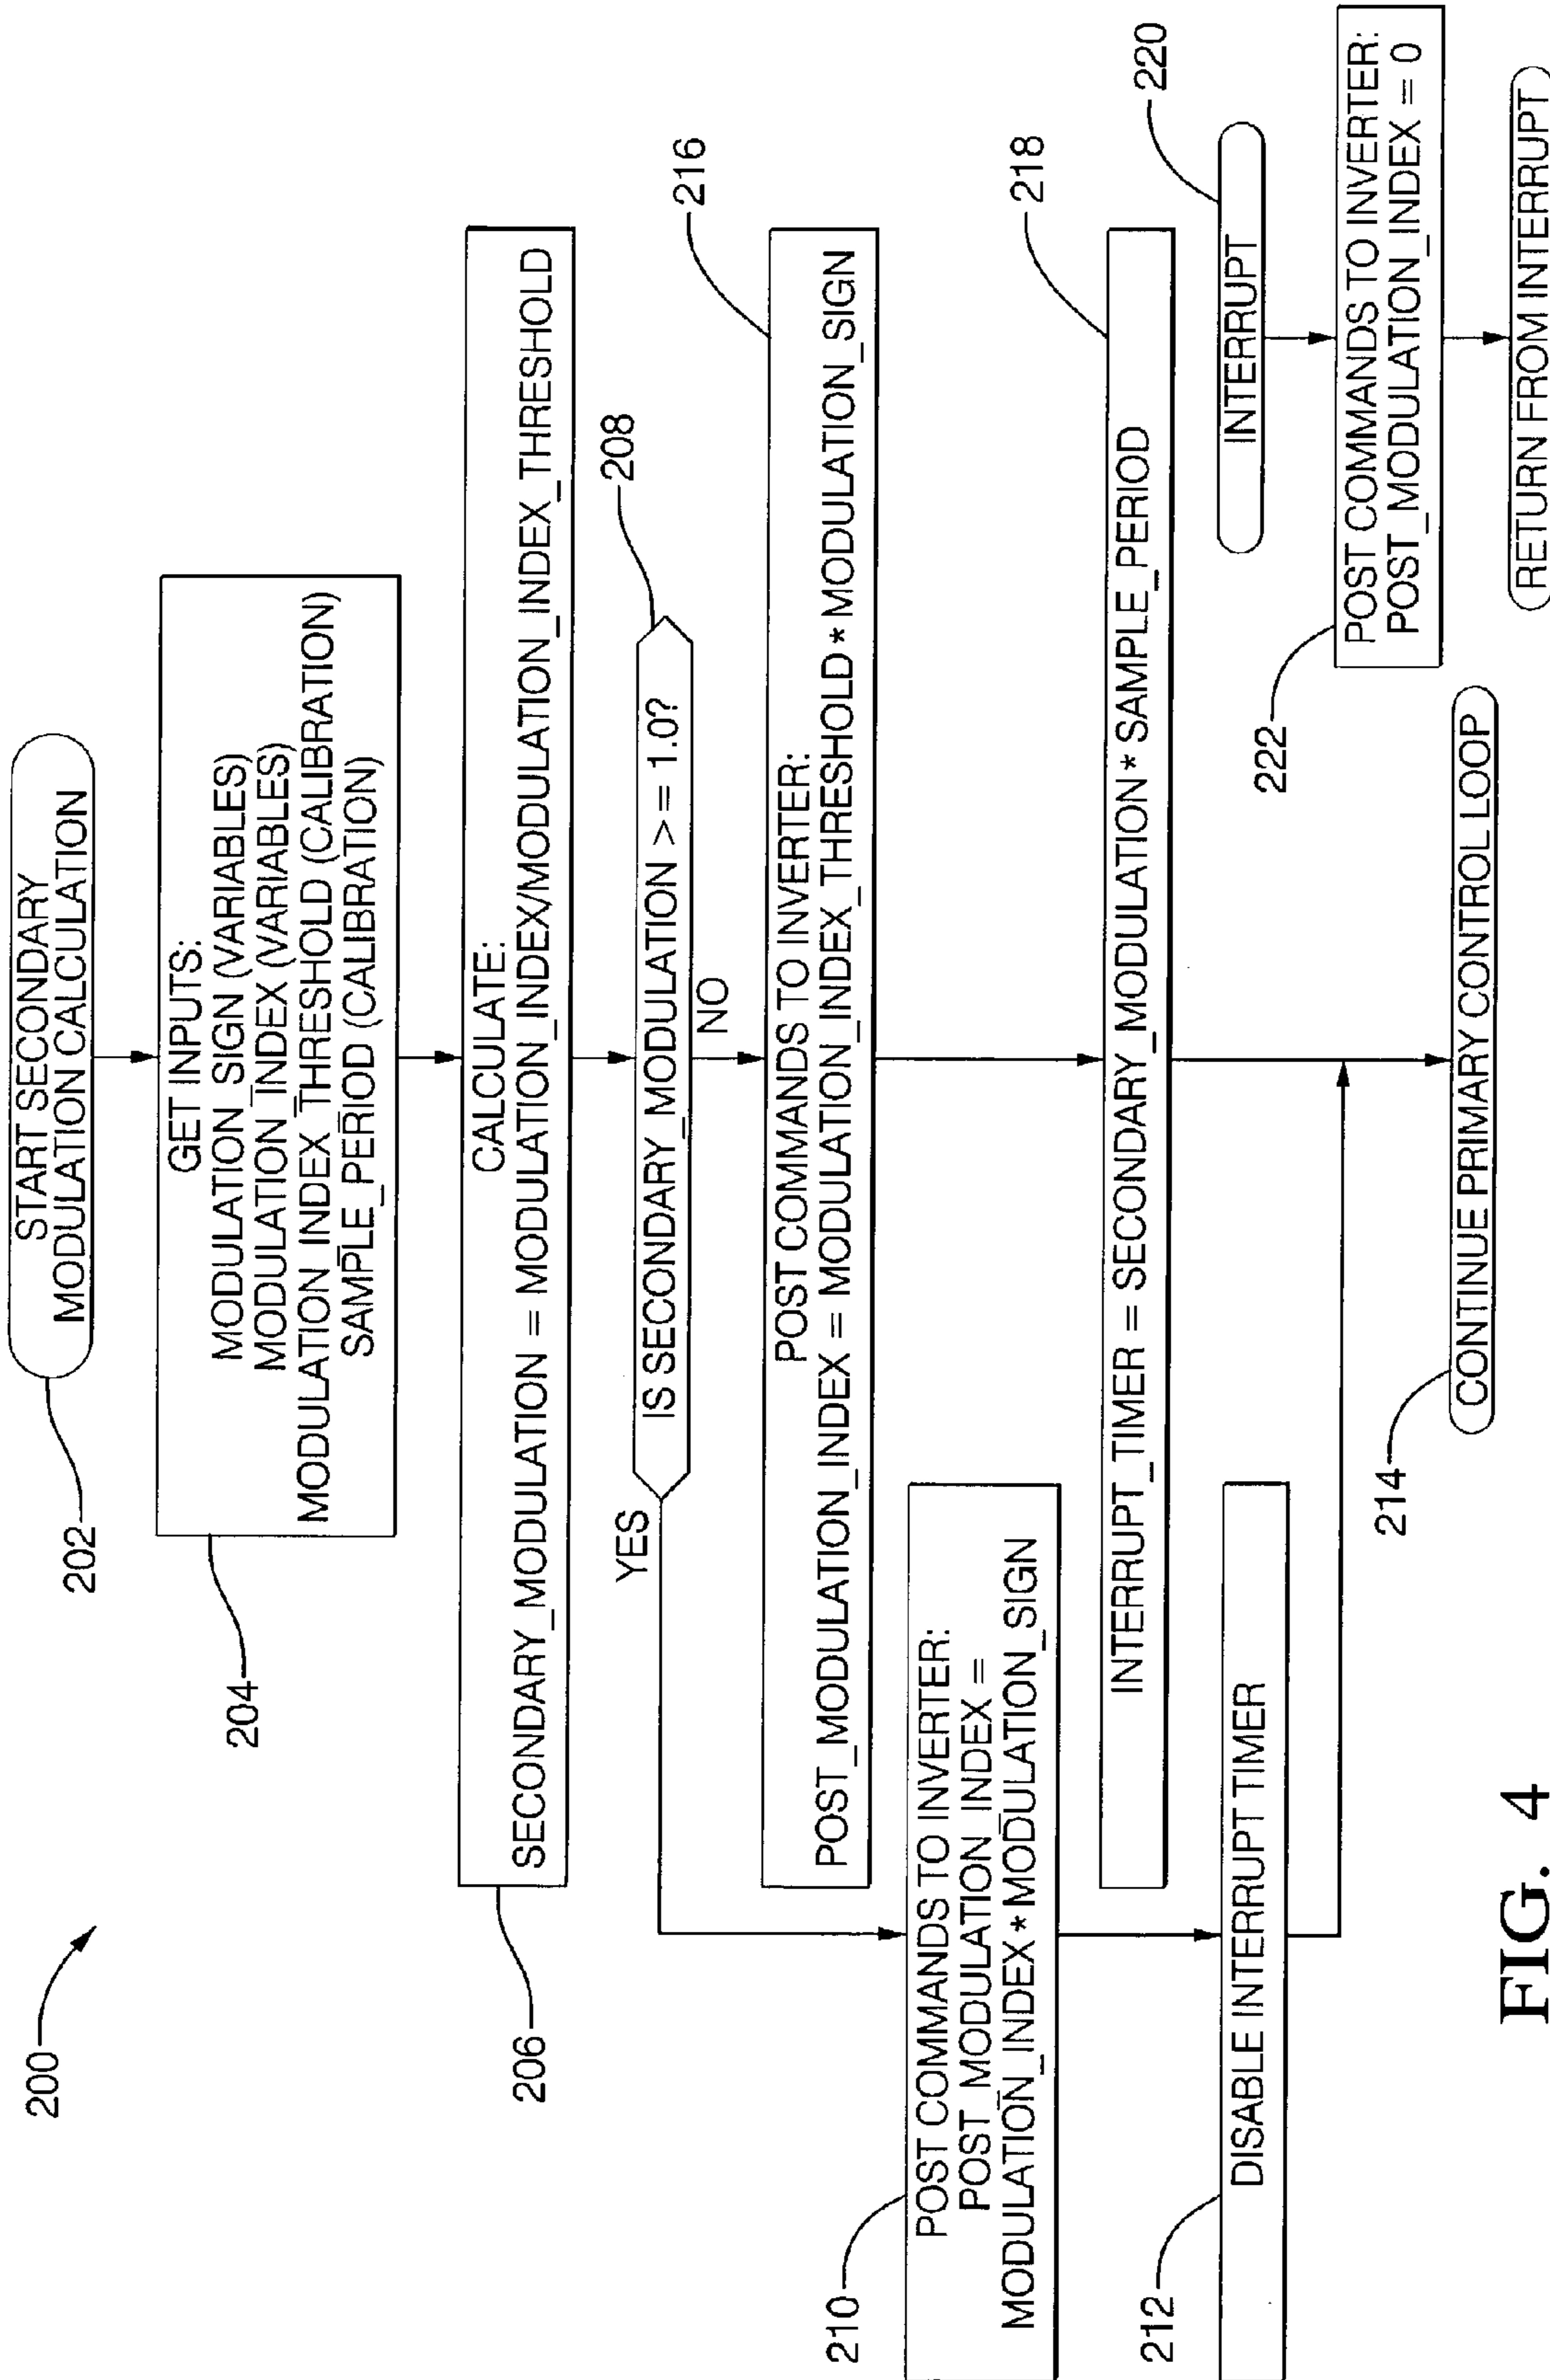 200
START SECONDARY
MODULATION CALCULATION
202
GET INPUTS:
MODULATION_SIGN (VARIABLES)
MODULATION_INDEX (VARIABLES)
MODULATION INDEX_THRESHOLD (CALIBRATION)
SAMPLE_PERIOD (CALIBRATION)
204
CALCULATE:
SECONDARY_MODULATION = MODULATION_INDEX/MODULATION_INDEX_THRESHOLD
206
IS SECONDARY_MODULATION >= 1.0?
208
YES
NO
POST COMMANDS TO INVERTER:
POST_MODULATION_INDEX =
MODULATION_INDEX*MODULATION_SIGN
210
DISABLE INTERRUPT TIMER
212
POST COMMANDS TO INVERTER:
POST_MODULATION_INDEX = MODULATION_INDEX_THRESHOLD*MODULATION_SIGN
216
INTERRUPT_TIMER = SECONDARY_MODULATION*SAMPLE_PERIOD
218
CONTINUE PRIMARY CONTROL LOOP
214
INTERRUPT
220
POST COMMANDS TO INVERTER:
POST_MODULATION_INDEX = 0
222
RETURN FROM INTERRUPT
FIG. 4